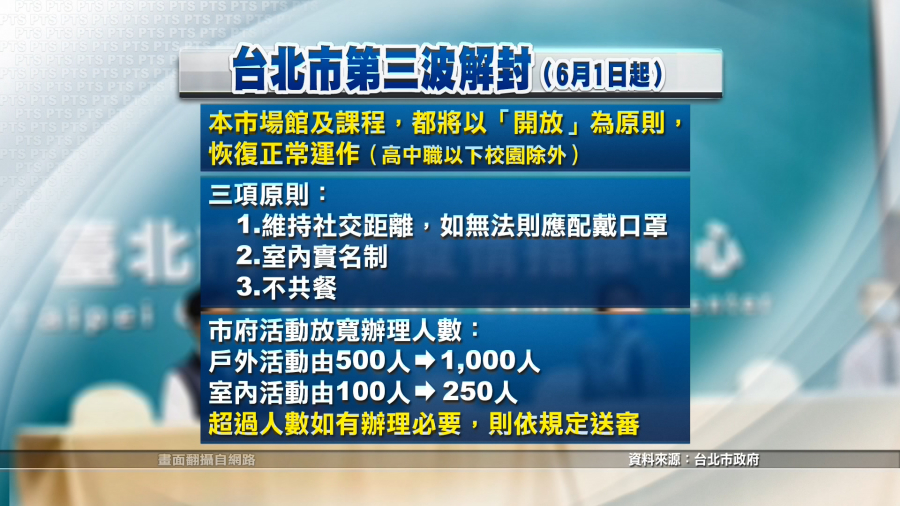 台北市第三波解封（6月1日起）
本市場館及課程，都將以「開放」為原則，
恢復正常運作（高中職以下校園除外）
三項原則：
1.維持社交距離，如無法則應配戴口罩
2.室內實名制
3.不共餐
市府活動放寬辦理人數：
戶外活動由500人➡1,000人
室內活動由100人➡250人
超過人數如有辦理必要，則依規定送審
畫面翻攝自網路
資料來源：台北市政府
臺北市
心
Taipei